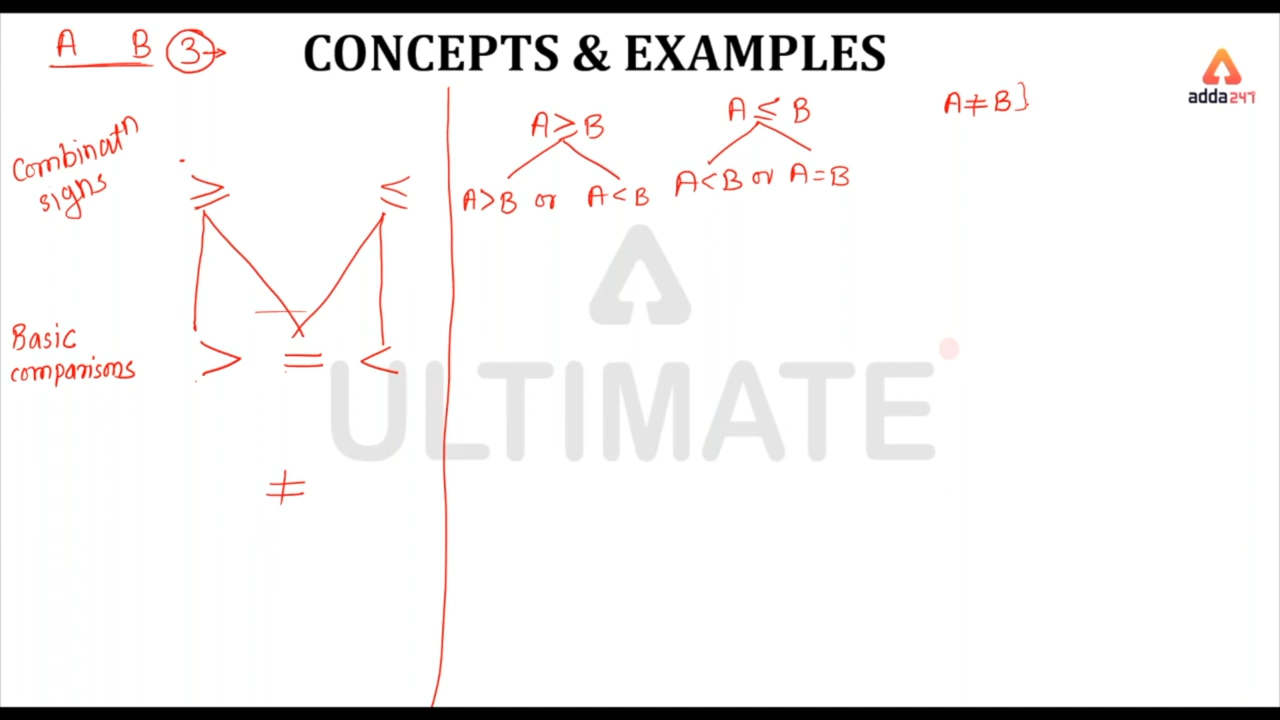 A B 3 →
CONCEPTS & EXAMPLES
adda247
Combinatn
signs
≥ ≤
Basic
comparisons
> = <
≠
A ≥ B
A>B or A<B
A ≤ B
A<B or A=B
A≠B}
ULTIMATE